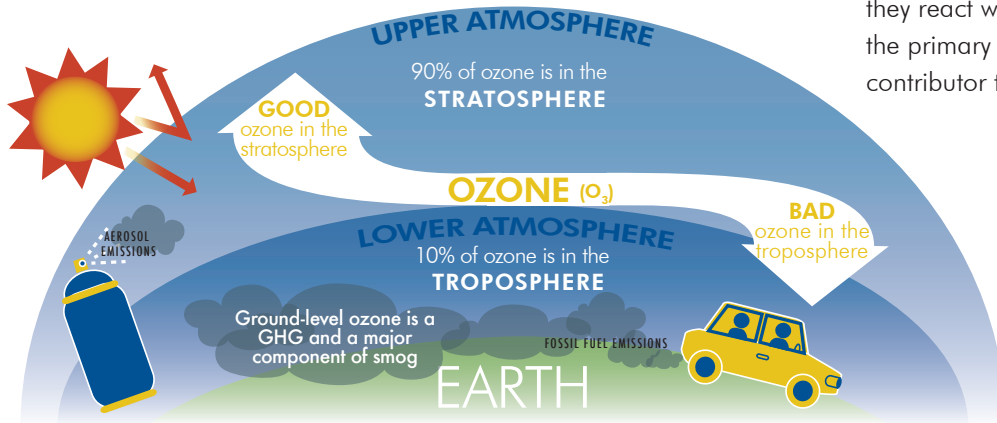 they react w
the primary
contributor t
UPPER ATMOSPHERE
90% of ozone is in the
STRATOSPHERE
GOOD
ozone in the
stratosphere
OZONE (O₃)
BAD
ozone in the
troposphere
LOWER ATMOSPHERE
10% of ozone is in the
TROPOSPHERE
AEROSOL
EMISSIONS
Ground-level ozone is a
GHG and a major
component of smog
FOSSIL FUEL EMISSIONS
EARTH